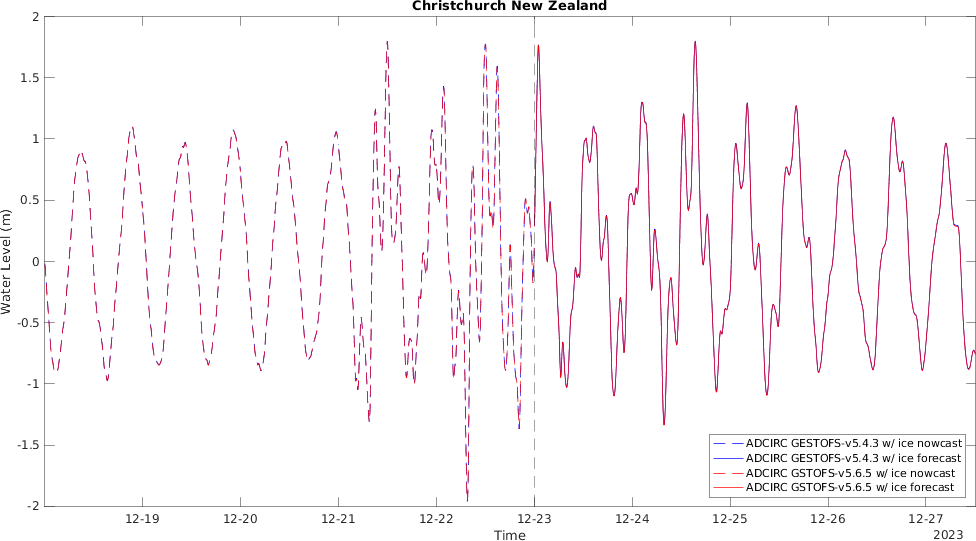 Christchurch New Zealand
2
1.5
1
0.5
0
-0.5
-1
-1.5
-2
Water Level (m)
ADCIRC GESTOFS-v5.4.3 w/ ice nowcast
ADCIRC GESTOFS-v5.4.3 w/ ice forecast
ADCIRC GSTOFS-v5.6.5 w/ ice nowcast
ADCIRC GSTOFS-v5.6.5 w/ ice forecast
12-19 12-20 12-21 12-22 12-23 12-24 12-25 12-26 12-27
Time 2023